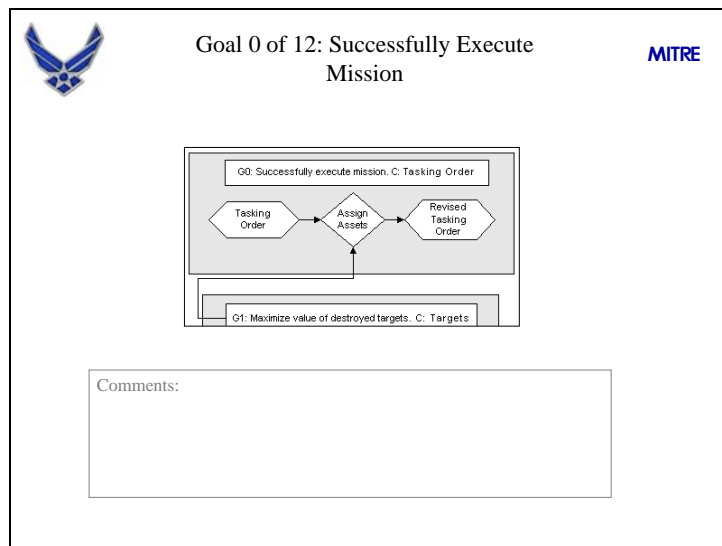 Goal 0 of 12: Successfully Execute
Mission
MITRE
G0: Successfully execute mission. C: Tasking Order
Tasking
Order
Assign
Assets
Revised
Tasking
Order
G1: Maximize value of destroyed targets. C: Targets
Comments: